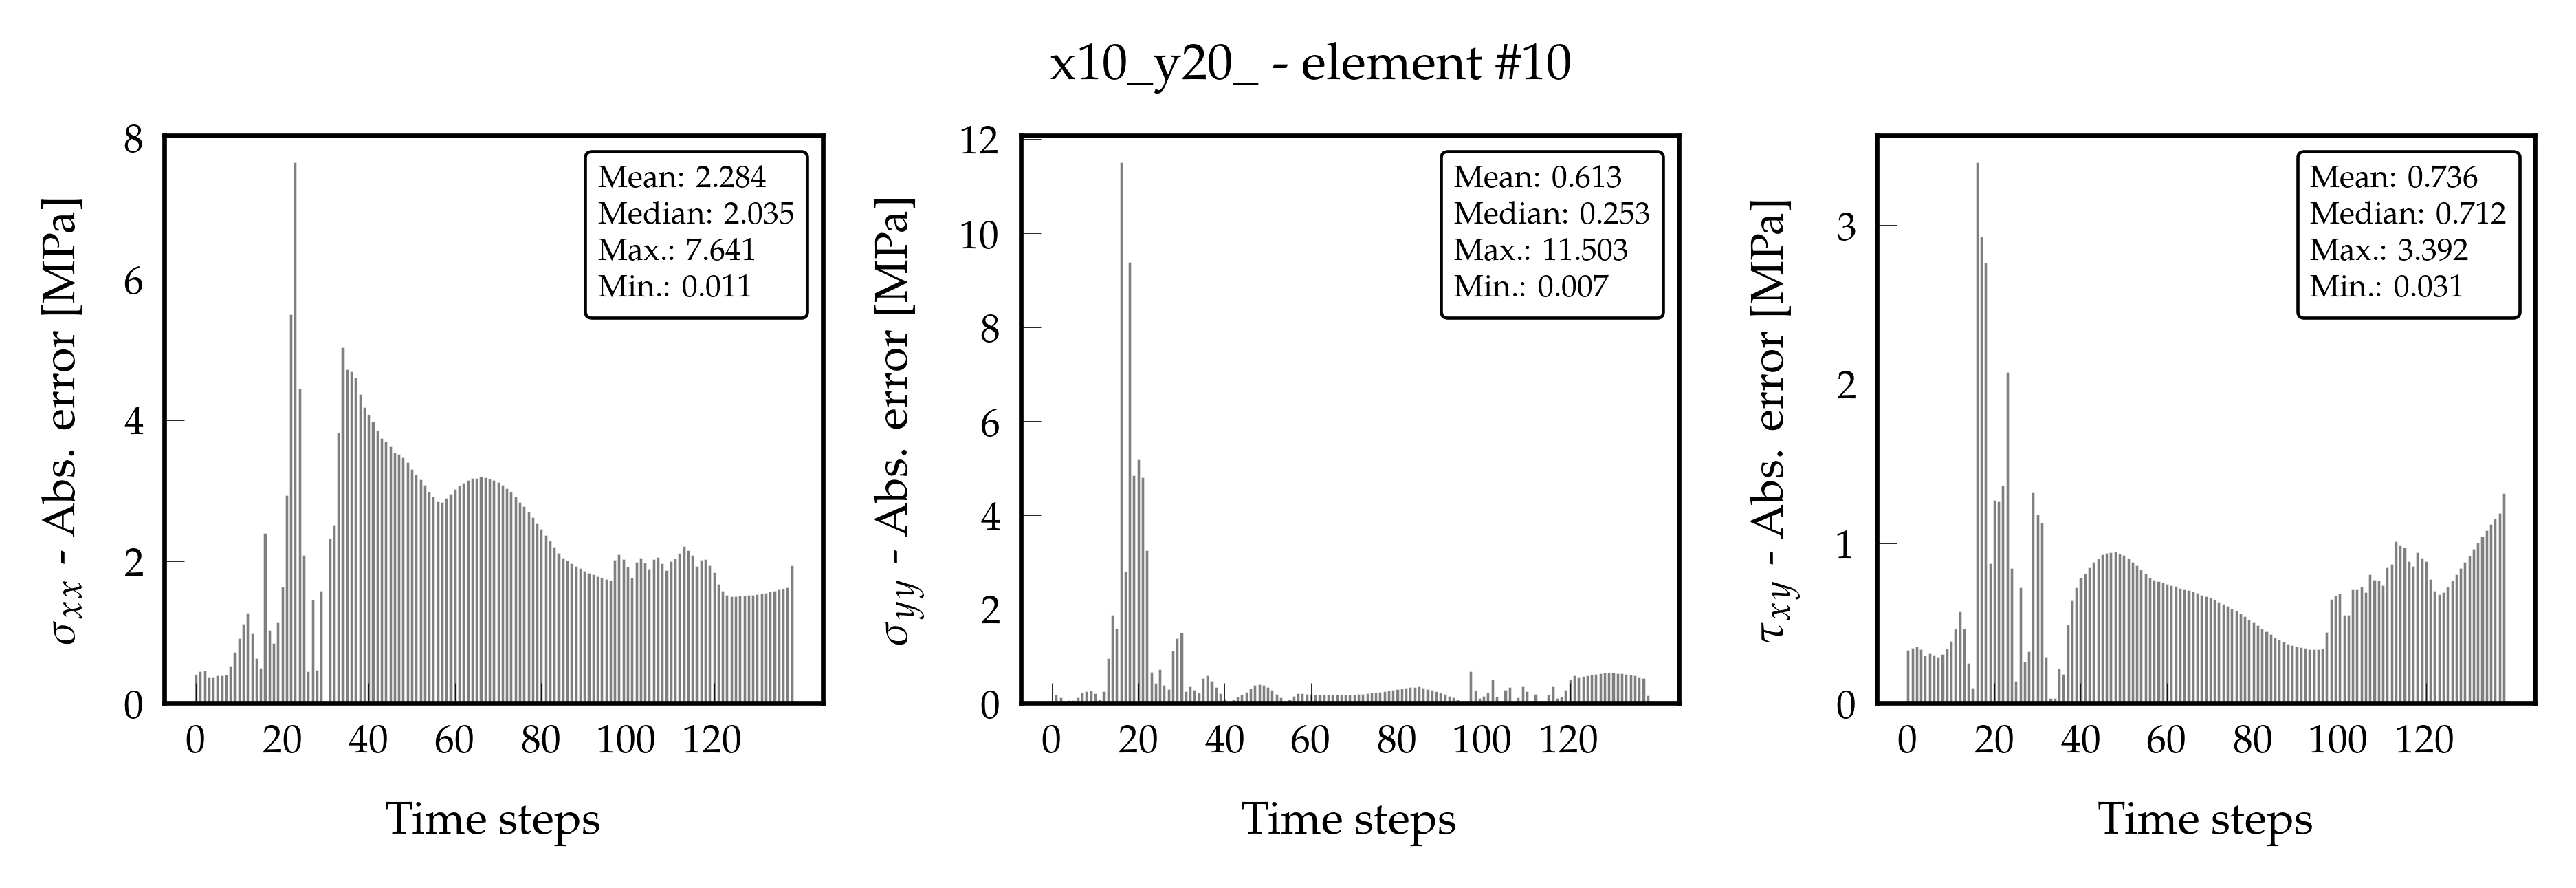 x10_y20_ - element #10
σxx - Abs. error [MPa]
8
6
4
2
0
Mean: 2.284
Median: 2.035
Max.: 7.641
Min.: 0.011
0 20 40 60 80 100 120
Time steps
σyy - Abs. error [MPa]
12
10
8
6
4
2
0
Mean: 0.613
Median: 0.253
Max.: 11.503
Min.: 0.007
0 20 40 60 80 100 120
Time steps
τxy - Abs. error [MPa]
3
2
1
0
Mean: 0.736
Median: 0.712
Max.: 3.392
Min.: 0.031
0 20 40 60 80 100 120
Time steps